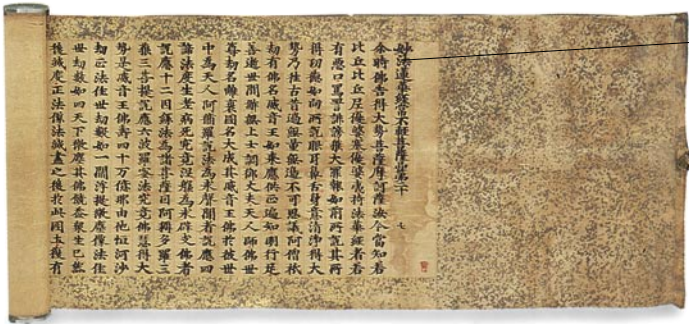 妙法蓮華經常不輕菩薩品第二十 七
尒時佛告得大勢菩薩摩訶薩汝今當知若
比丘比丘尼優婆塞優婆夷持法華經者若
有惡口罵詈誹謗獲大罪報如前所說其所
得功德如向所說眼耳鼻舌身意清淨得大
勢乃往古昔過無量無邊不可思議阿僧祇
劫有佛名威音王如來應供正遍知明行足
善逝世間解無上士調御丈夫天人師佛世
尊劫名離衰國名大成其威音王佛於彼世
中為天人阿脩羅說法為求聲聞者說應四
諦法度生老病死究竟涅槃為求辟支佛者
說應十二因緣法為諸菩薩因阿耨多羅三
藐三菩提說應六波羅蜜法究竟佛慧得大
勢是威音王佛壽四十万億那由他恒河沙
劫正法住世劫數如一閻浮提微塵像法住
世劫數如四天下微塵其佛饒益衆生已然
後滅度正法像法滅盡之後於此國土復有